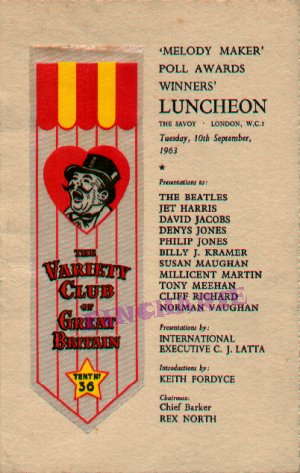 'MELODY MAKER'
POLL AWARDS
WINNERS'
LUNCHEON
THE SAVOY · LONDON, W.C.2
Tuesday, 10th September,
1963
★
Presentations to:
THE BEATLES
JET HARRIS
DAVID JACOBS
DENYS JONES
PHILIP JONES
BILLY J. KRAMER
SUSAN MAUGHAN
MILLICENT MARTIN
TONY MEEHAN
CLIFF RICHARD
NORMAN VAUGHAN
Presentations by:
INTERNATIONAL
EXECUTIVE C. J. LATTA
Introductions by:
KEITH FORDYCE
Chairman:
Chief Barker
REX NORTH
THE
VARIETY
CLUB
OF
GREAT
BRITAIN
TENT Nº
36